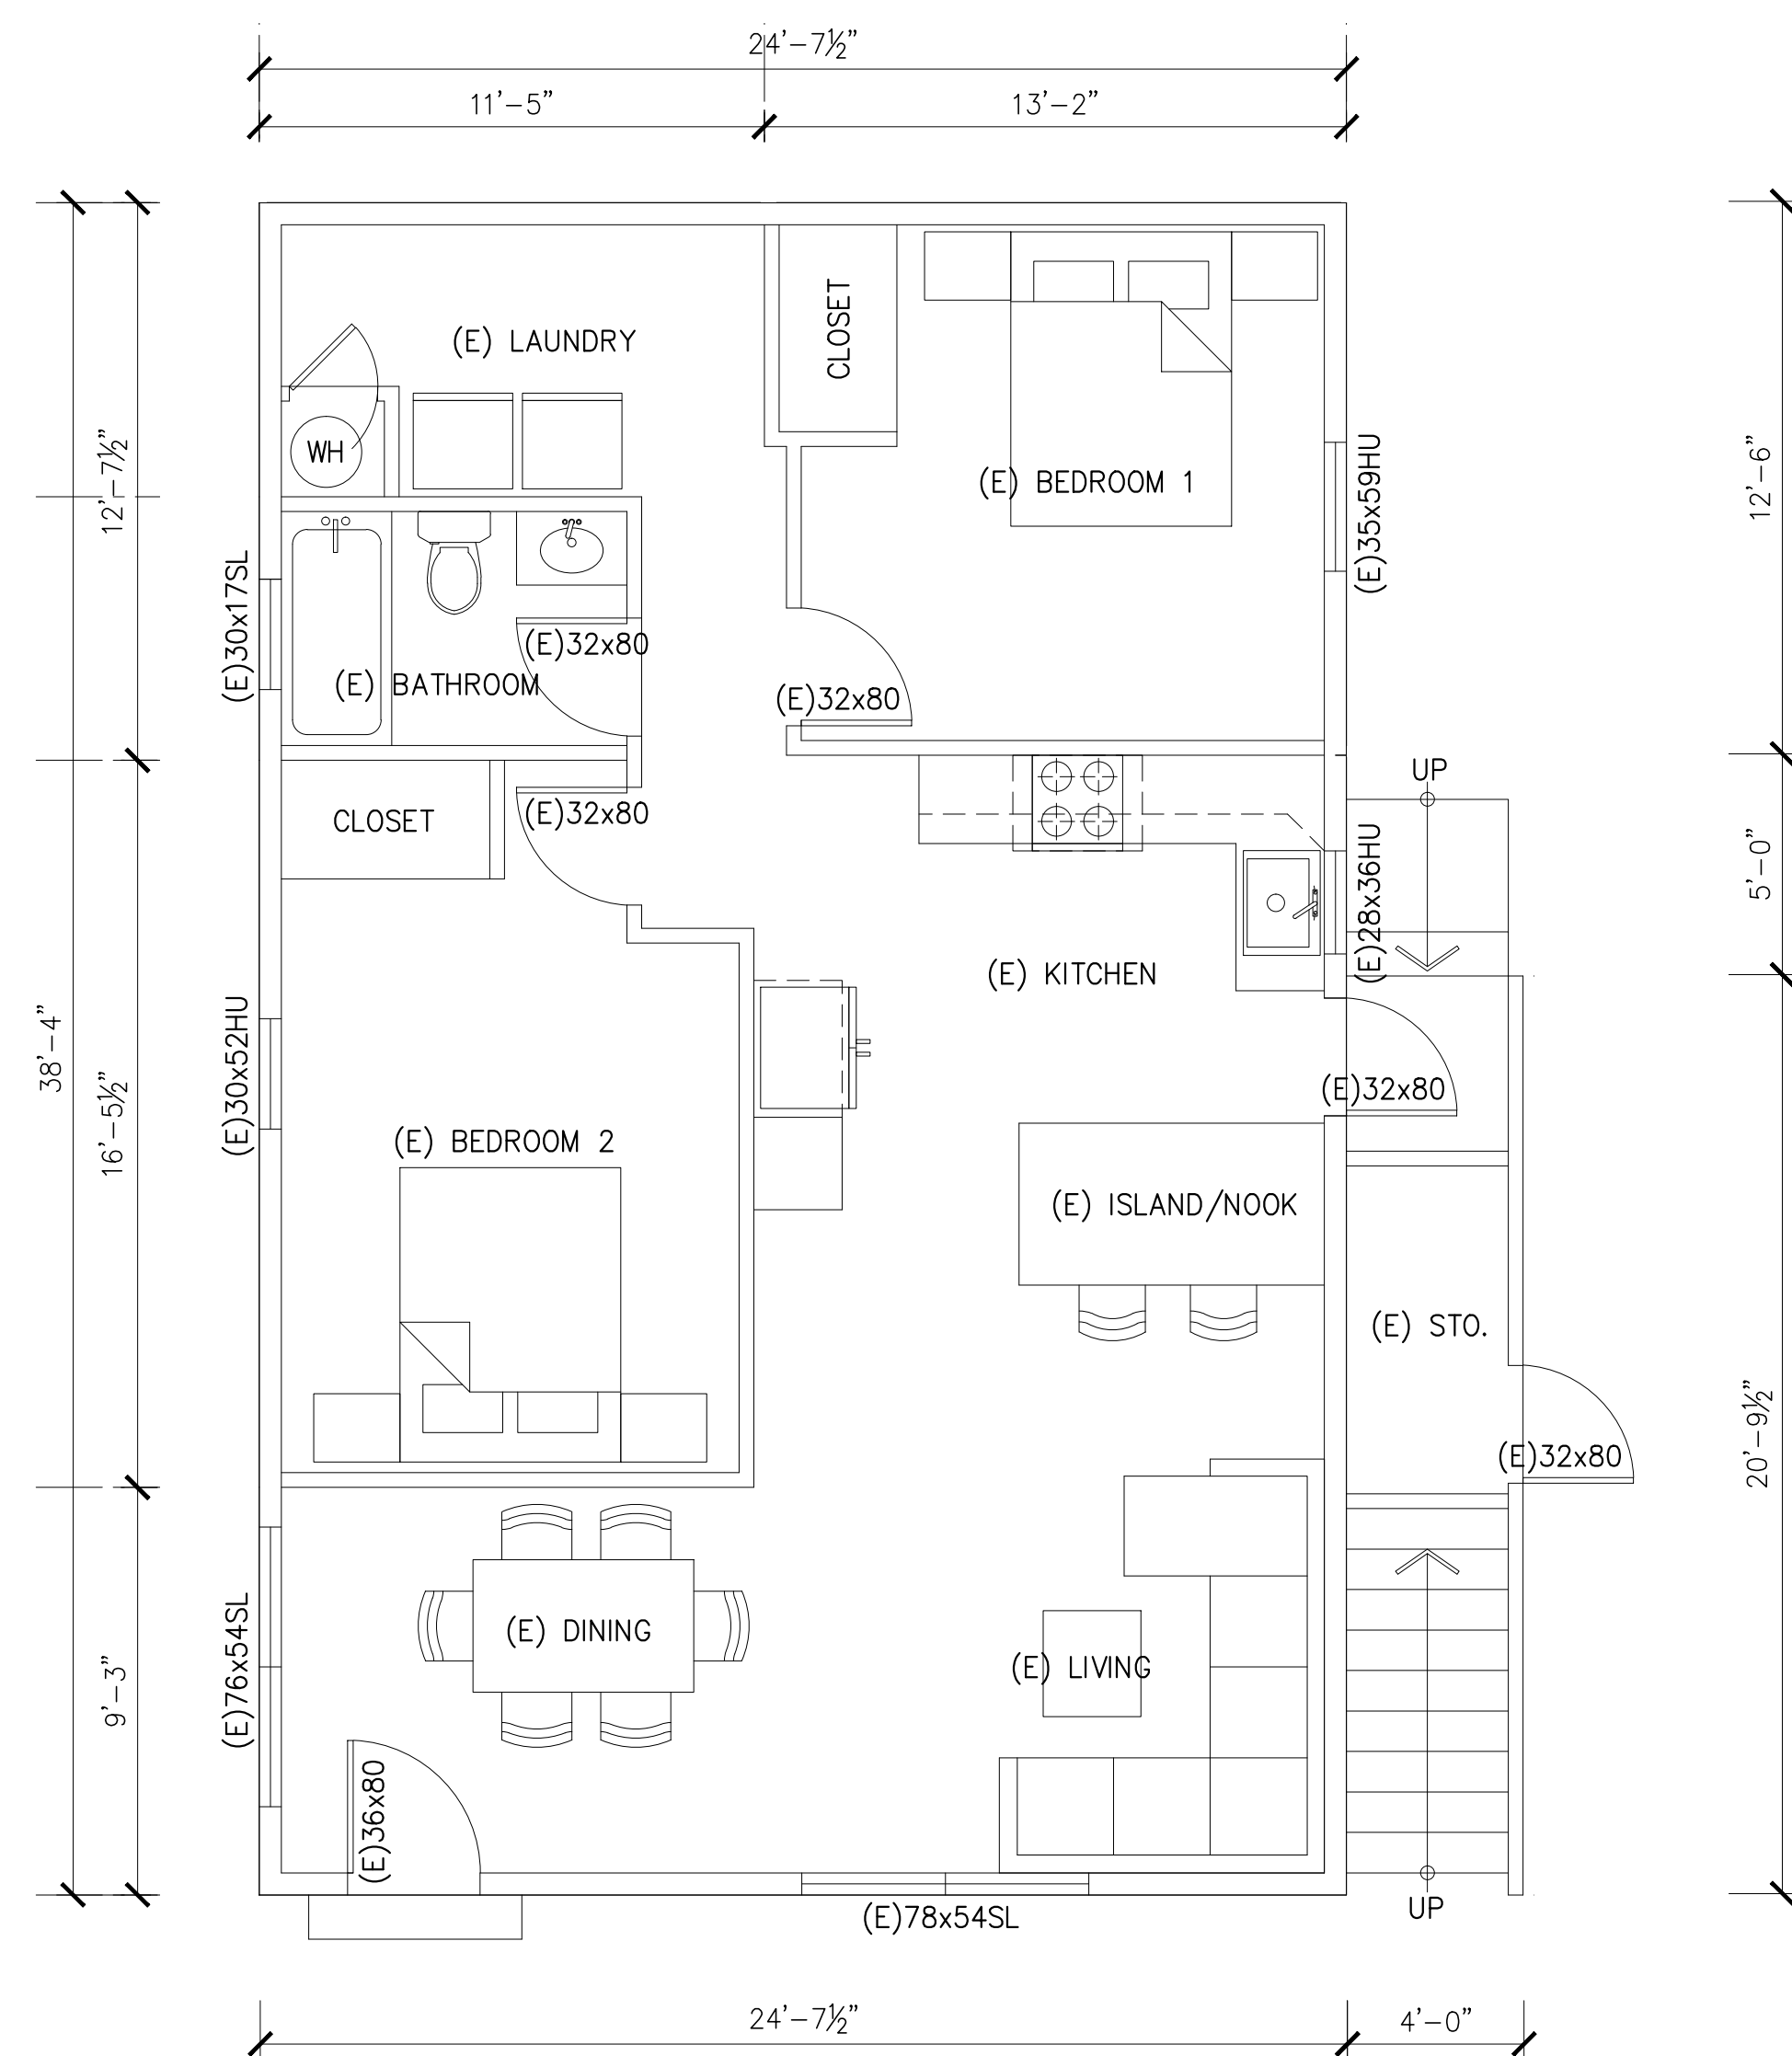 24'-7½"
11'-5"
13'-2"
(E) LAUNDRY
CLOSET
WH
(E) BEDROOM 1
12'-7½"
12'-6"
(E)35x59HU
(E)30x17SL
(E)32x80
(E) BATHROOM
(E)32x80
UP
CLOSET
(E)32x80
(E)28x36HU
5'-0"
(E) KITCHEN
38'-4"
16'-5½"
(E)30x52HU
(E)32x80
(E) BEDROOM 2
(E) ISLAND/NOOK
(E) STO.
20'-9½"
(E)32x80
(E) DINING
(E) LIVING
9'-3"
(E)76x54SL
(E)36x80
UP
(E)78x54SL
24'-7½"
4'-0"